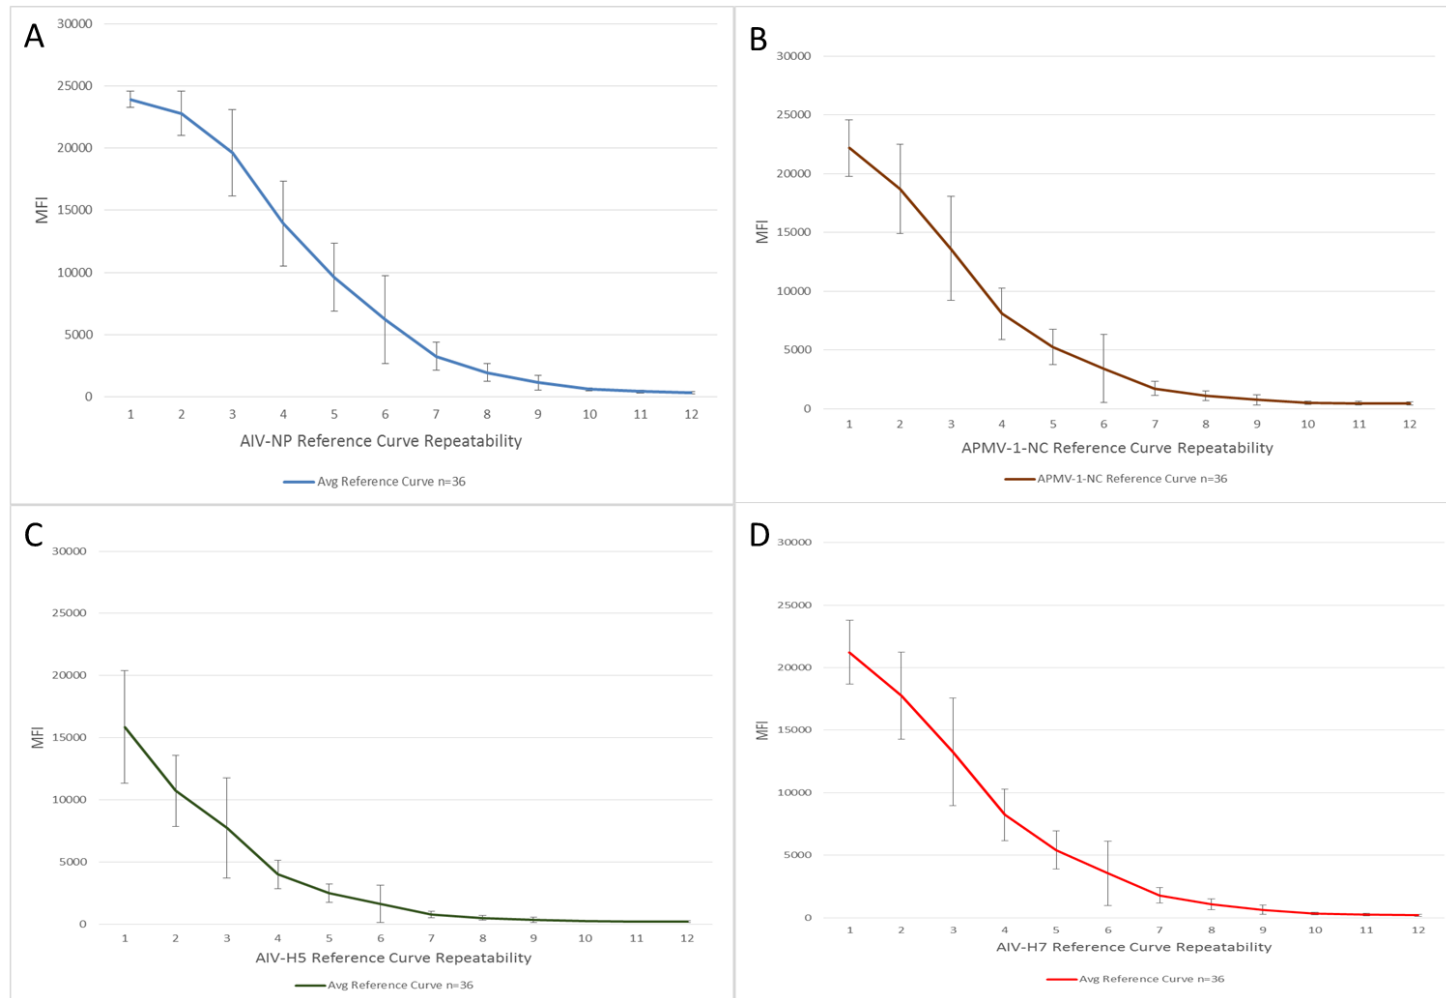 A
30000
25000
20000
15000
10000
5000
0
MFI
1 2 3 4 5 6 7 8 9 10 11 12
AIV-NP Reference Curve Repeatability
Avg Reference Curve n=36
B
30000
25000
20000
15000
10000
5000
0
MFI
1 2 3 4 5 6 7 8 9 10 11 12
APMV-1-NC Reference Curve Repeatability
APMV-1-NC Reference Curve n=36
C
30000
25000
20000
15000
10000
5000
0
MFI
1 2 3 4 5 6 7 8 9 10 11 12
AIV-H5 Reference Curve Repeatability
Avg Reference Curve n=36
D
30000
25000
20000
15000
10000
5000
0
MFI
1 2 3 4 5 6 7 8 9 10 11 12
AIV-H7 Reference Curve Repeatability
Avg Reference Curve n=36